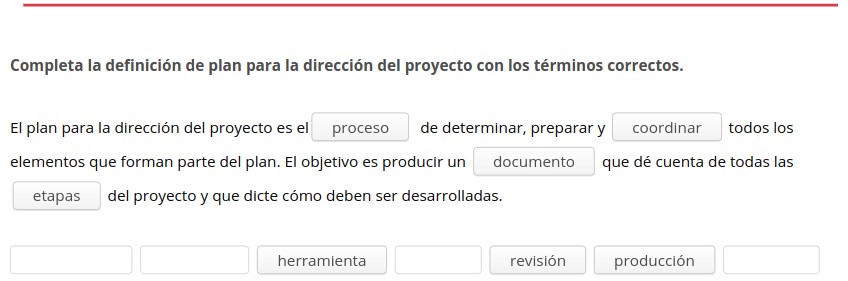 Completa la definición de plan para la dirección del proyecto con los términos correctos.
El plan para la dirección del proyecto es el proceso de determinar, preparar y coordinar todos los
elementos que forman parte del plan. El objetivo es producir un documento que dé cuenta de todas las
etapas del proyecto y que dicte cómo deben ser desarrolladas.
herramienta revisión producción